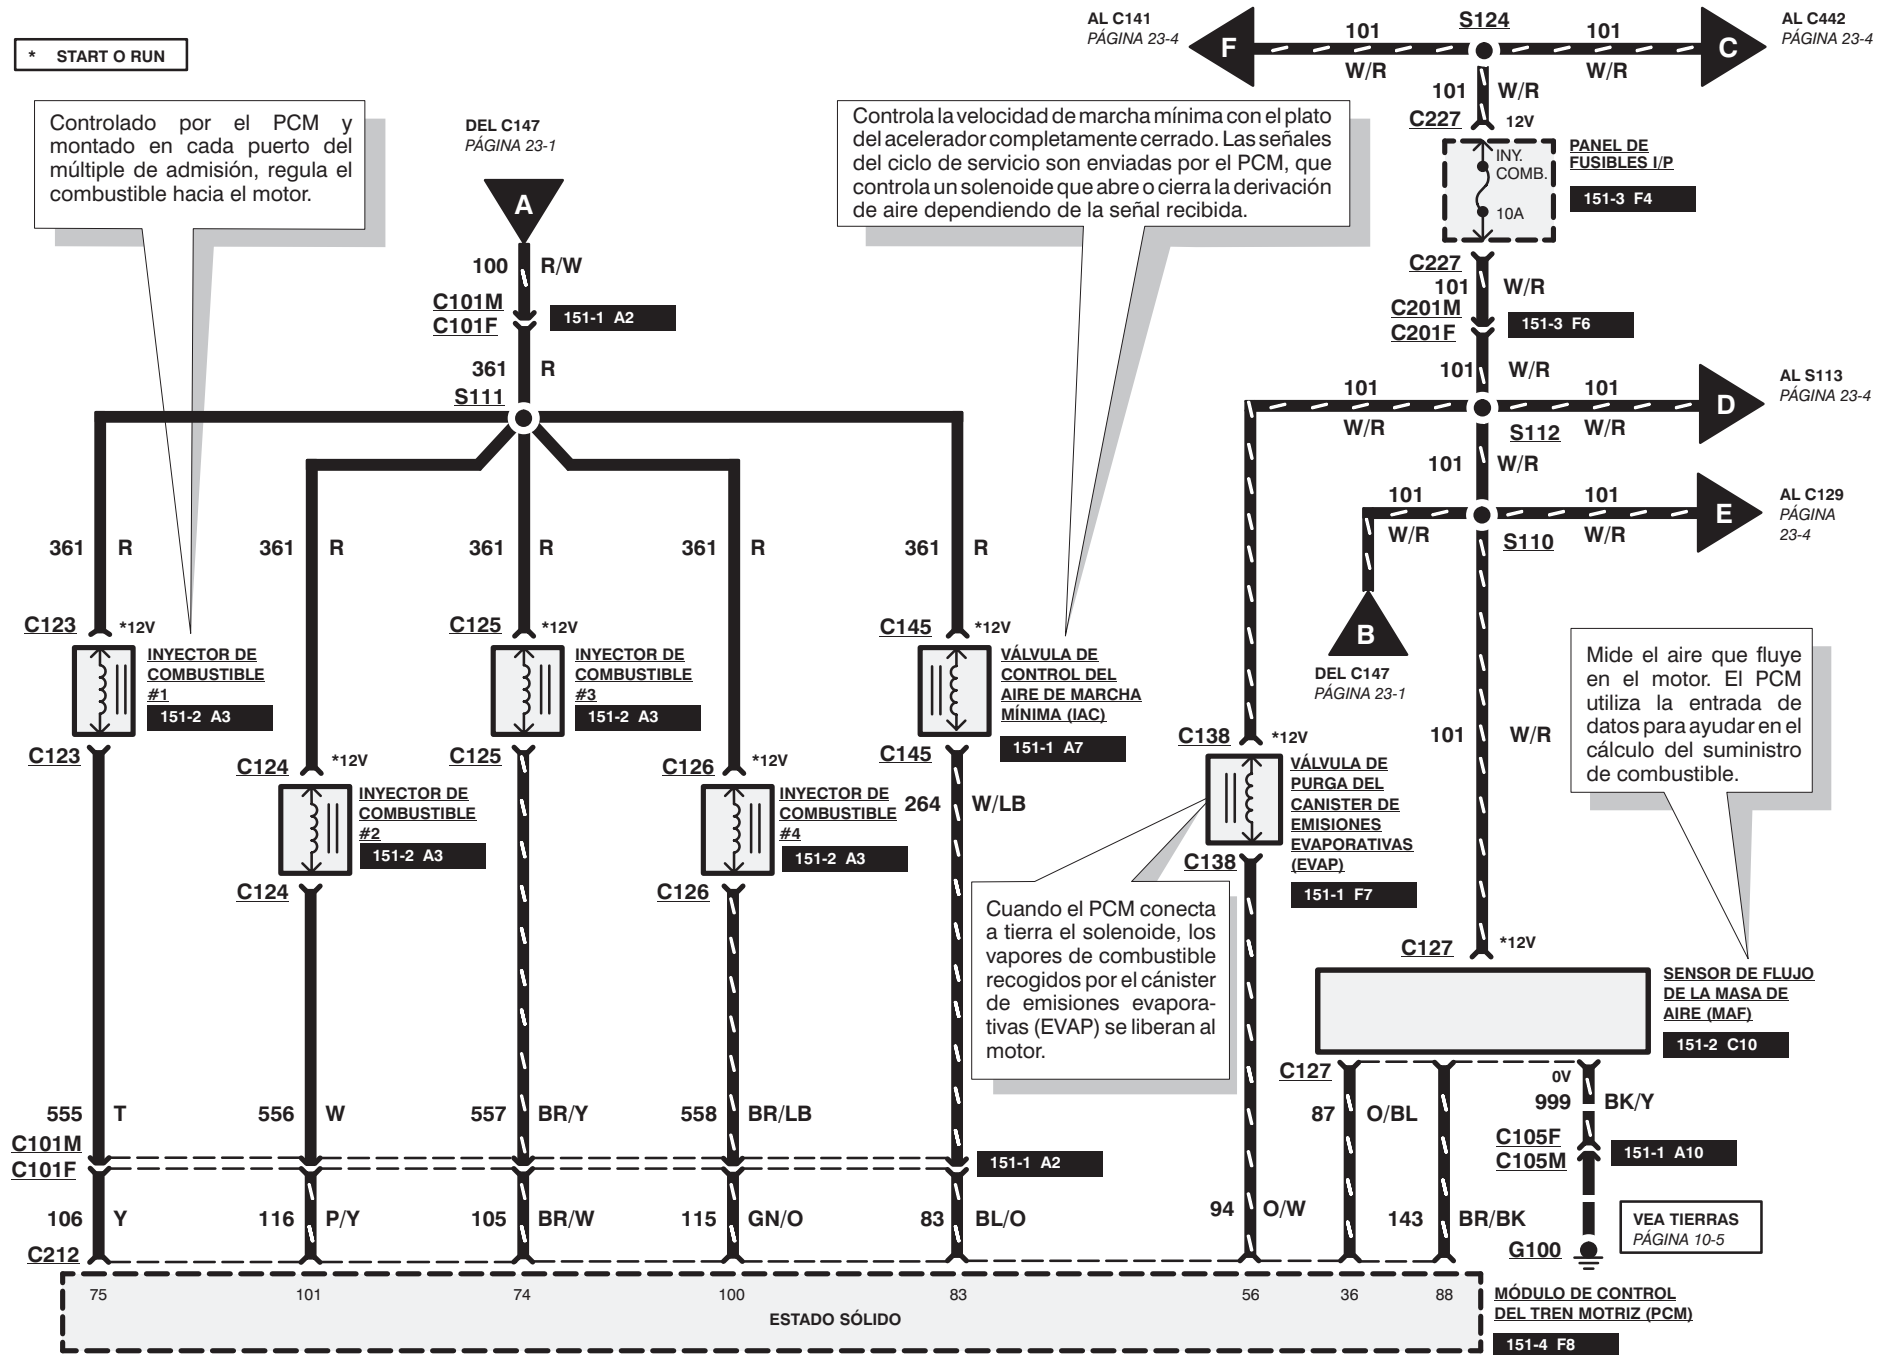 * START O RUN
Controlado por el PCM y
montado en cada puerto del
múltiple de admisión, regula el
combustible hacia el motor.
DEL C147
PÁGINA 23-1
A
100 R/W
C101M
C101F
151-1 A2
361 R
S111
Controla la velocidad de marcha mínima con el plato
del acelerador completamente cerrado. Las señales
del ciclo de servicio son enviadas por el PCM, que
controla un solenoide que abre o cierra la derivación
de aire dependiendo de la señal recibida.
AL C141
PÁGINA 23-4
F
101
W/R
S124
101
W/R
C
AL C442
PÁGINA 23-4
101 W/R
C227 12V
INY.
COMB.
10A
PANEL DE
FUSIBLES I/P
151-3 F4
C227
101 W/R
C201M
C201F
151-3 F6
101 W/R
101
W/R
S112
101
W/R
D
AL S113
PÁGINA 23-4
101 W/R
101
W/R
S110
101
W/R
E
AL C129
PÁGINA
23-4
B
DEL C147
PÁGINA 23-1
361 R
361 R
361 R
361 R
361 R
C123 *12V
INYECTOR DE
COMBUSTIBLE
#1
151-2 A3
C123
C124 *12V
INYECTOR DE
COMBUSTIBLE
#2
151-2 A3
C124
C125 *12V
INYECTOR DE
COMBUSTIBLE
#3
151-2 A3
C125
C126 *12V
INYECTOR DE
COMBUSTIBLE
#4
151-2 A3
C126
C145 *12V
VÁLVULA DE
CONTROL DEL
AIRE DE MARCHA
MÍNIMA (IAC)
151-1 A7
C145
264 W/LB
C138 *12V
VÁLVULA DE
PURGA DEL
CANISTER DE
EMISIONES
EVAPORATIVAS
(EVAP)
151-1 F7
C138
Cuando el PCM conecta
a tierra el solenoide, los
vapores de combustible
recogidos por el cánister
de emisiones evapora-
tivas (EVAP) se liberan al
motor.
101 W/R
Mide el aire que fluye
en el motor. El PCM
utiliza la entrada de
datos para ayudar en el
cálculo del suministro
de combustible.
C127 *12V
SENSOR DE FLUJO
DE LA MASA DE
AIRE (MAF)
151-2 C10
C127
0V
87 O/BL
999 BK/Y
C105F
C105M
151-1 A10
143 BR/BK
G100
VEA TIERRAS
PÁGINA 10-5
555 T
556 W
557 BR/Y
558 BR/LB
C101M
C101F
151-1 A2
106 Y
116 P/Y
105 BR/W
115 GN/O
83 BL/O
94 O/W
C212
75
101
74
100
83
56
36
88
ESTADO SÓLIDO
MÓDULO DE CONTROL
DEL TREN MOTRIZ (PCM)
151-4 F8